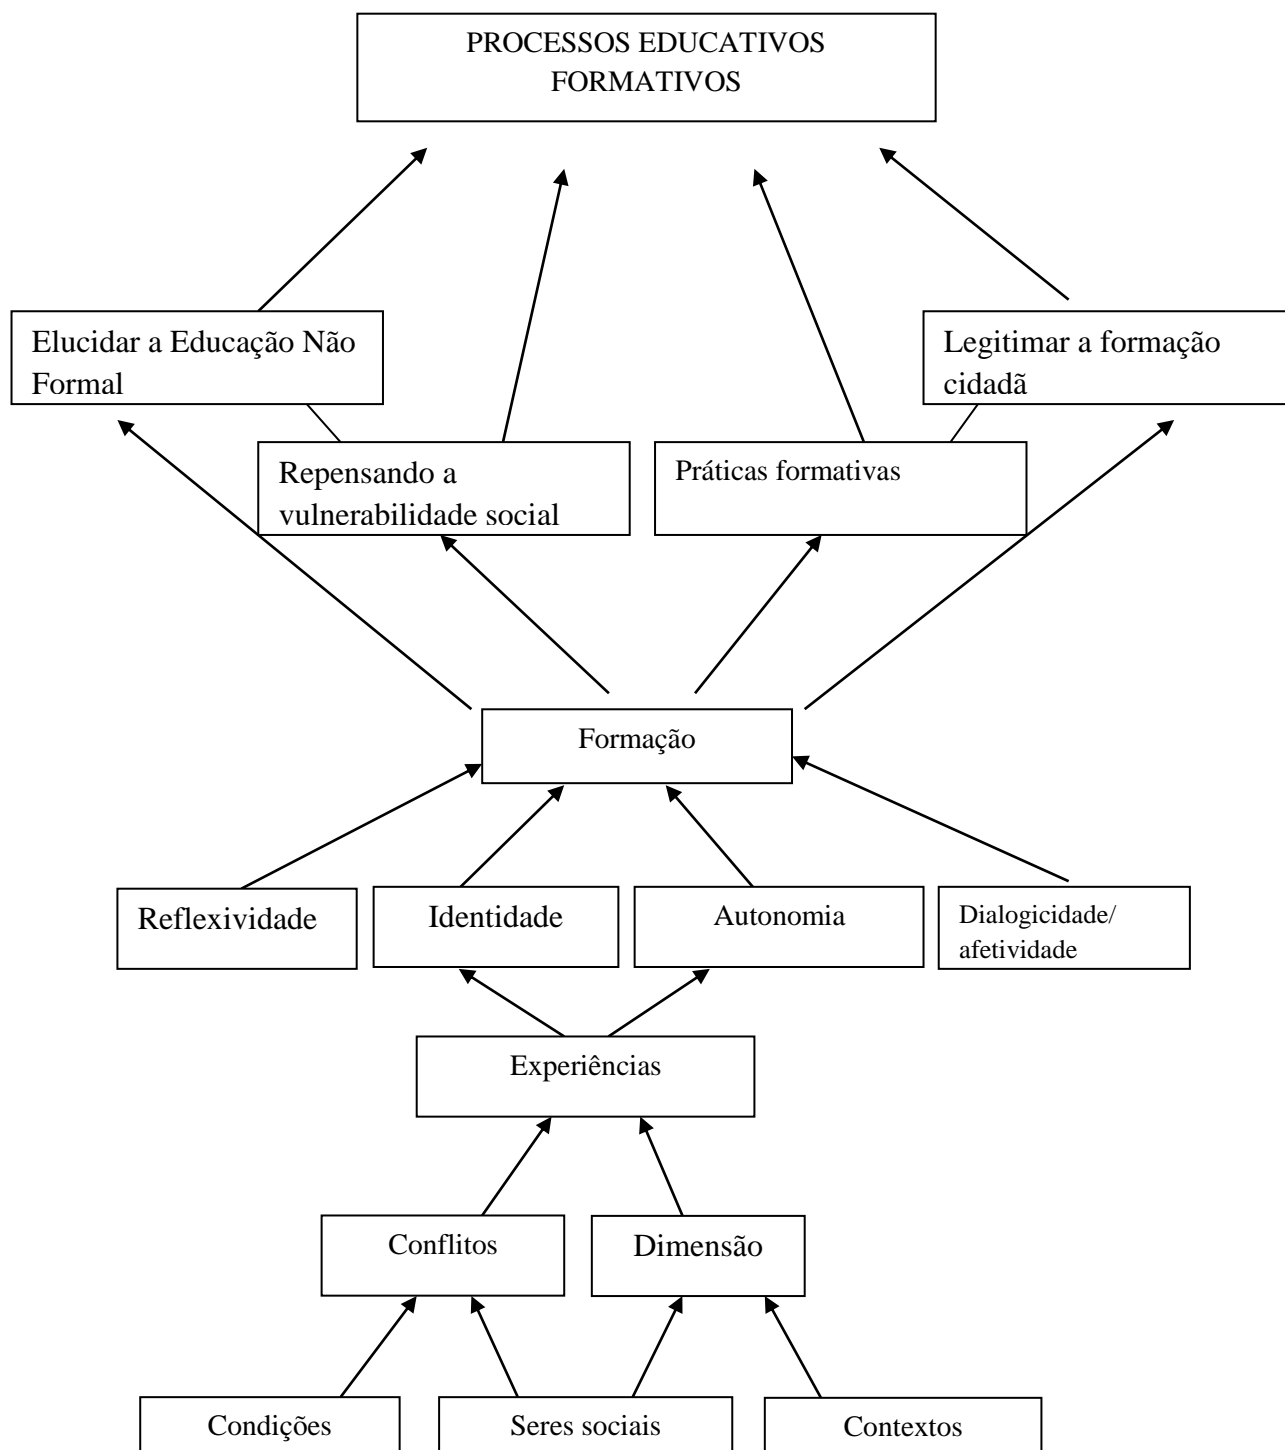 PROCESSOS EDUCATIVOS
FORMATIVOS
Elucidar a Educação Não
Formal
Legitimar a formação
cidadã
Repensando a
vulnerabilidade social
Práticas formativas
Formação
Reflexividade
Identidade
Autonomia
Dialogicidade/
afetividade
Experiências
Conflitos
Dimensão
Condições
Seres sociais
Contextos